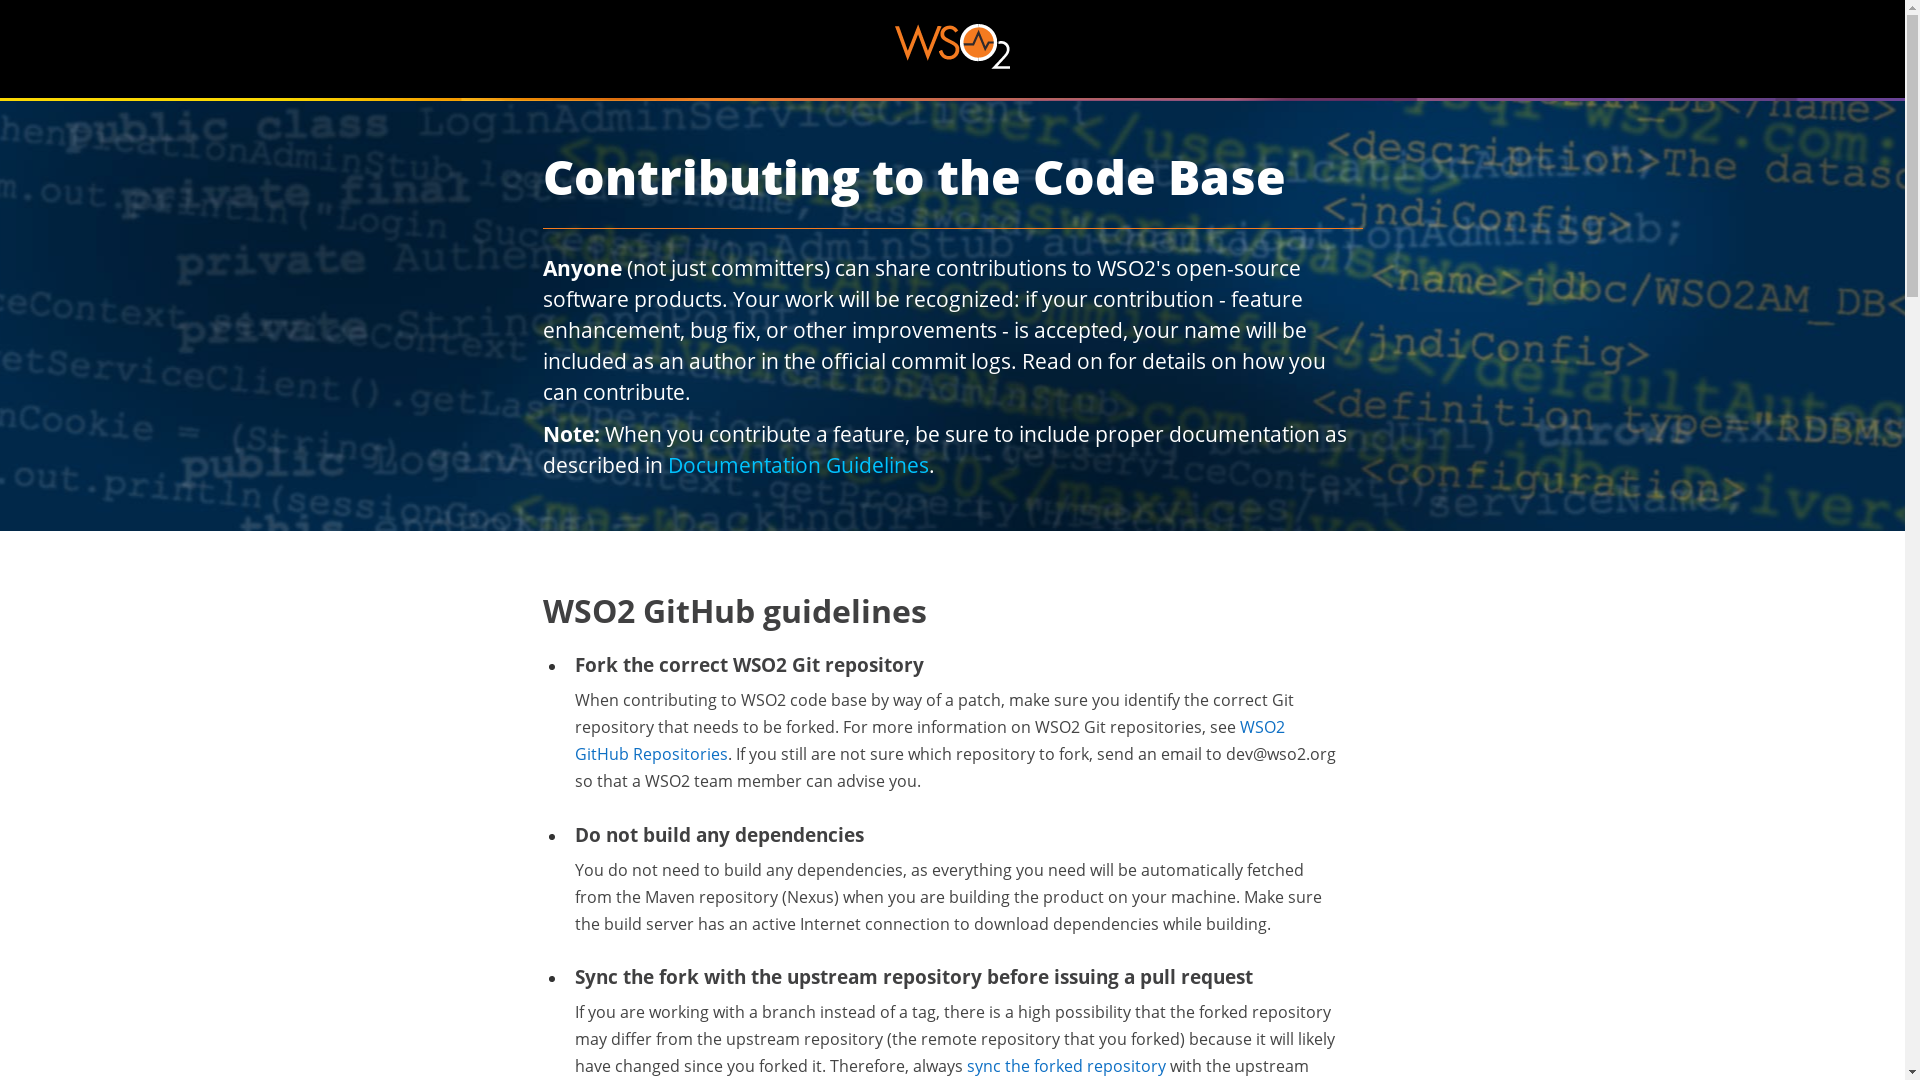 WSO2
Contributing to the Code Base
Anyone (not just committers) can share contributions to WSO2's open-source
software products. Your work will be recognized: if your contribution - feature
enhancement, bug fix, or other improvements - is accepted, your name will be
included as an author in the official commit logs. Read on for details on how you
can contribute.
Note: When you contribute a feature, be sure to include proper documentation as
described in Documentation Guidelines.
WSO2 GitHub guidelines
• Fork the correct WSO2 Git repository
When contributing to WSO2 code base by way of a patch, make sure you identify the correct Git
repository that needs to be forked. For more information on WSO2 Git repositories, see WSO2
GitHub Repositories. If you still are not sure which repository to fork, send an email to dev@wso2.org
so that a WSO2 team member can advise you.
• Do not build any dependencies
You do not need to build any dependencies, as everything you need will be automatically fetched
from the Maven repository (Nexus) when you are building the product on your machine. Make sure
the build server has an active Internet connection to download dependencies while building.
• Sync the fork with the upstream repository before issuing a pull request
If you are working with a branch instead of a tag, there is a high possibility that the forked repository
may differ from the upstream repository (the remote repository that you forked) because it will likely
have changed since you forked it. Therefore, always sync the forked repository with the upstream